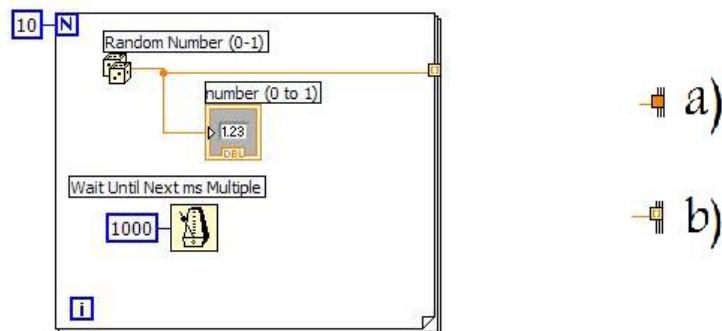 10 N
Random Number (0-1)
number (0 to 1)
1.23
DBL
Wait Until Next ms Multiple
1000
i
a)
b)